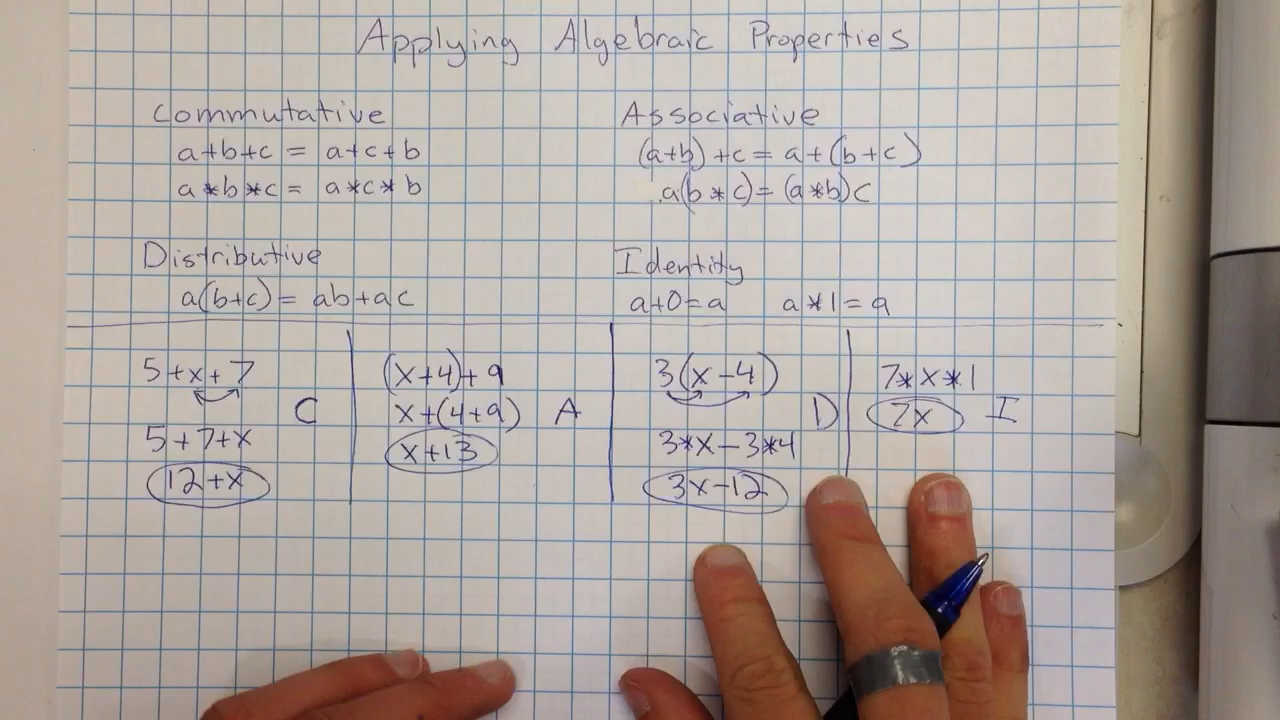 Applying Algebraic Properties
Commutative
a+b+c = a+c+b
a*b*c = a*c*b
Associative
(a+b)+c = a+(b+c)
a(b*c) = (a*b)c
Distributive
a(b+c) = ab+ac
Identity
a+0=a a*1=a
5+x+7
C
5+7+x
12+x
(x+4)+9
x+(4+9) A
x+13
3(x-4)
D
3*x-3*4
3x-12
7*x*1
7x I